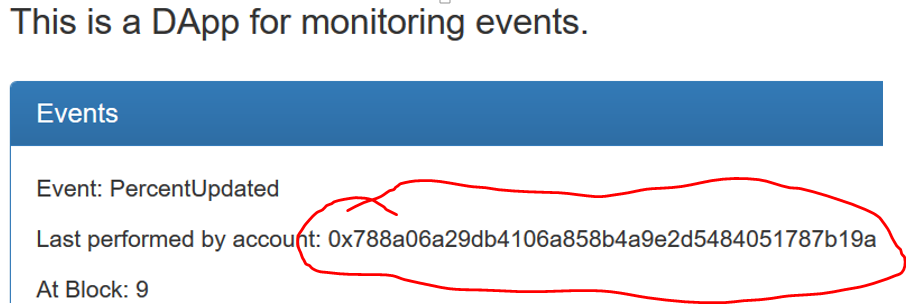 This is a DApp for monitoring events.
Events
Event: PercentUpdated
Last performed by account: 0x788a06a29db4106a858b4a9e2d5484051787b19a
At Block: 9